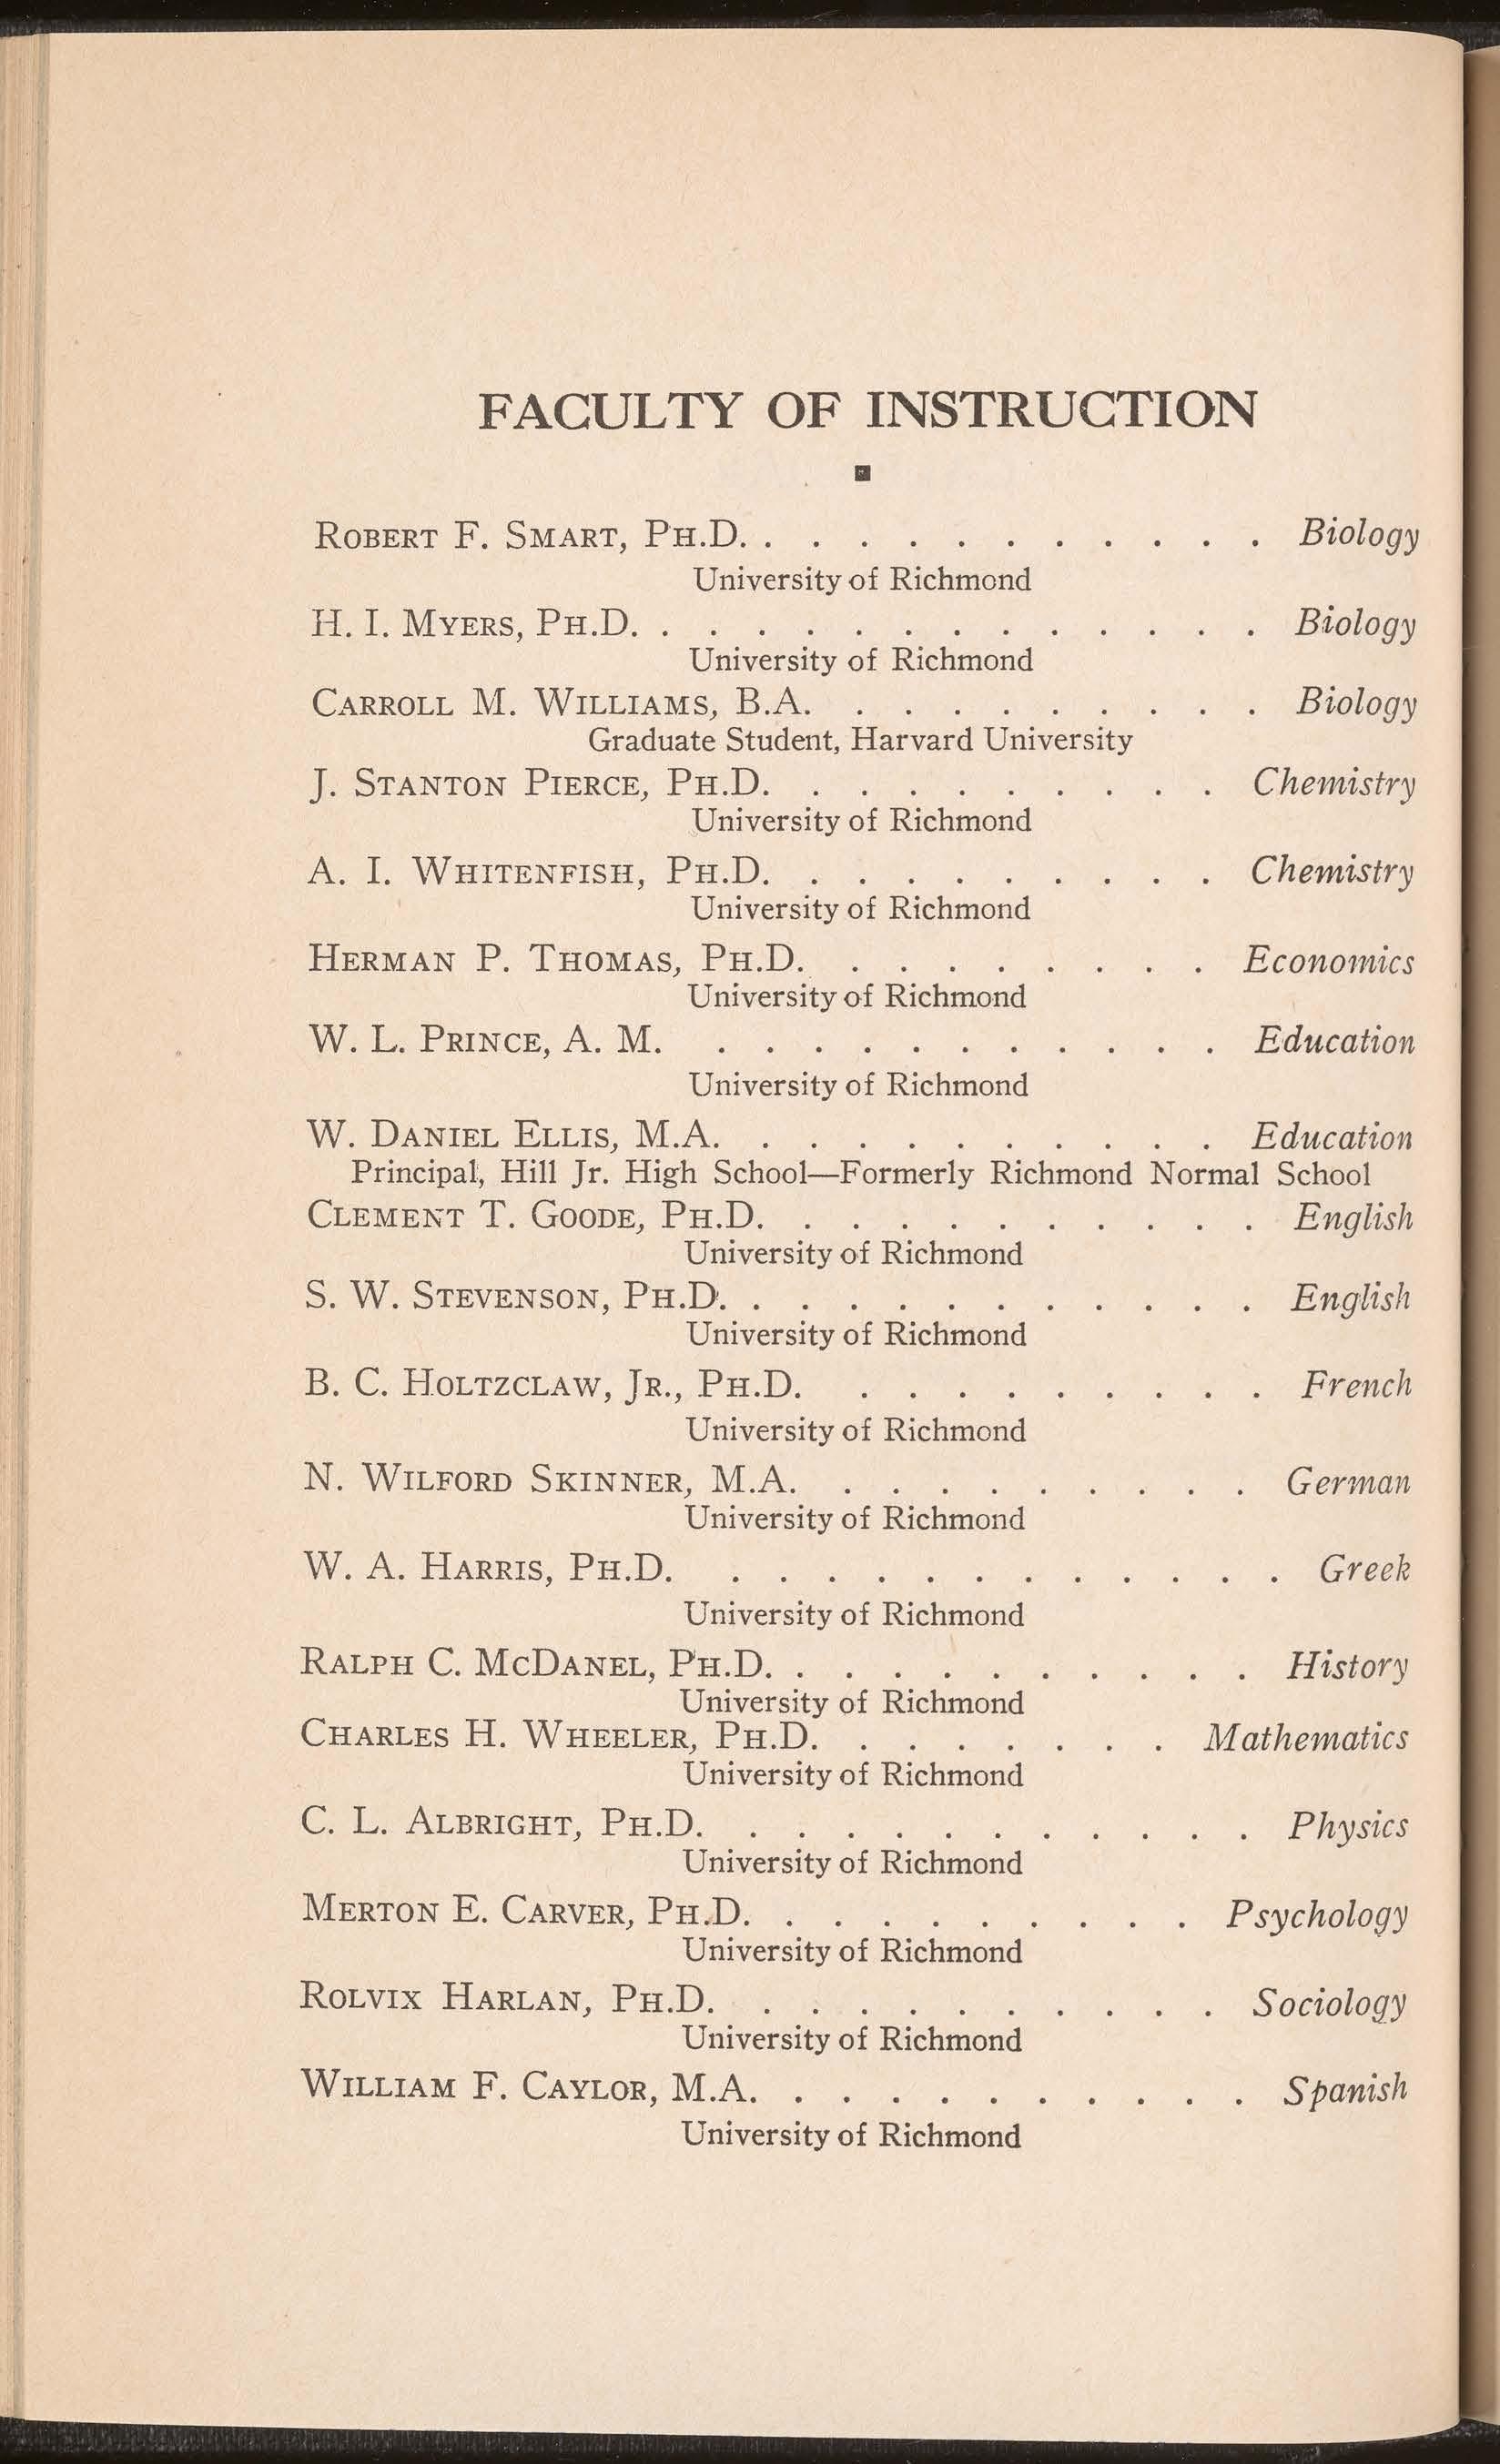 FACULTY OF INSTRUCTION
ROBERT F. SMART, PH.D. . . . . . . . . . . . Biology
University of Richmond
H. I. MYERS, PH.D. . . . . . . . . . . . . . Biology
University of Richmond
CARROLL M. WILLIAMS, B.A. . . . . . . . . . Biology
Graduate Student, Harvard University
J. STANTON PIERCE, PH.D. . . . . . . . . . Chemistry
University of Richmond
A. I. WHITENFISH, PH.D. . . . . . . . . . Chemistry
University of Richmond
HERMAN P. THOMAS, PH.D. . . . . . . . . Economics
University of Richmond
W. L. PRINCE, A. M. . . . . . . . . . . . Education
University of Richmond
W. DANIEL ELLIS, M.A. . . . . . . . . . . Education
Principal, Hill Jr. High School—Formerly Richmond Normal School
CLEMENT T. GOODE, PH.D. . . . . . . . . . . English
University of Richmond
S. W. STEVENSON, PH.D. . . . . . . . . . . . English
University of Richmond
B. C. HOLTZCLAW, JR., PH.D. . . . . . . . . . French
University of Richmond
N. WILFORD SKINNER, M.A. . . . . . . . . . German
University of Richmond
W. A. HARRIS, PH.D. . . . . . . . . . . . . Greek
University of Richmond
RALPH C. MCDANEL, PH.D. . . . . . . . . . . History
University of Richmond
CHARLES H. WHEELER, PH.D. . . . . . . . Mathematics
University of Richmond
C. L. ALBRIGHT, PH.D. . . . . . . . . . . . Physics
University of Richmond
MERTON E. CARVER, PH.D. . . . . . . . . . Psychology
University of Richmond
ROLVIX HARLAN, PH.D. . . . . . . . . . . Sociology
University of Richmond
WILLIAM F. CAYLOR, M.A. . . . . . . . . . . Spanish
University of Richmond